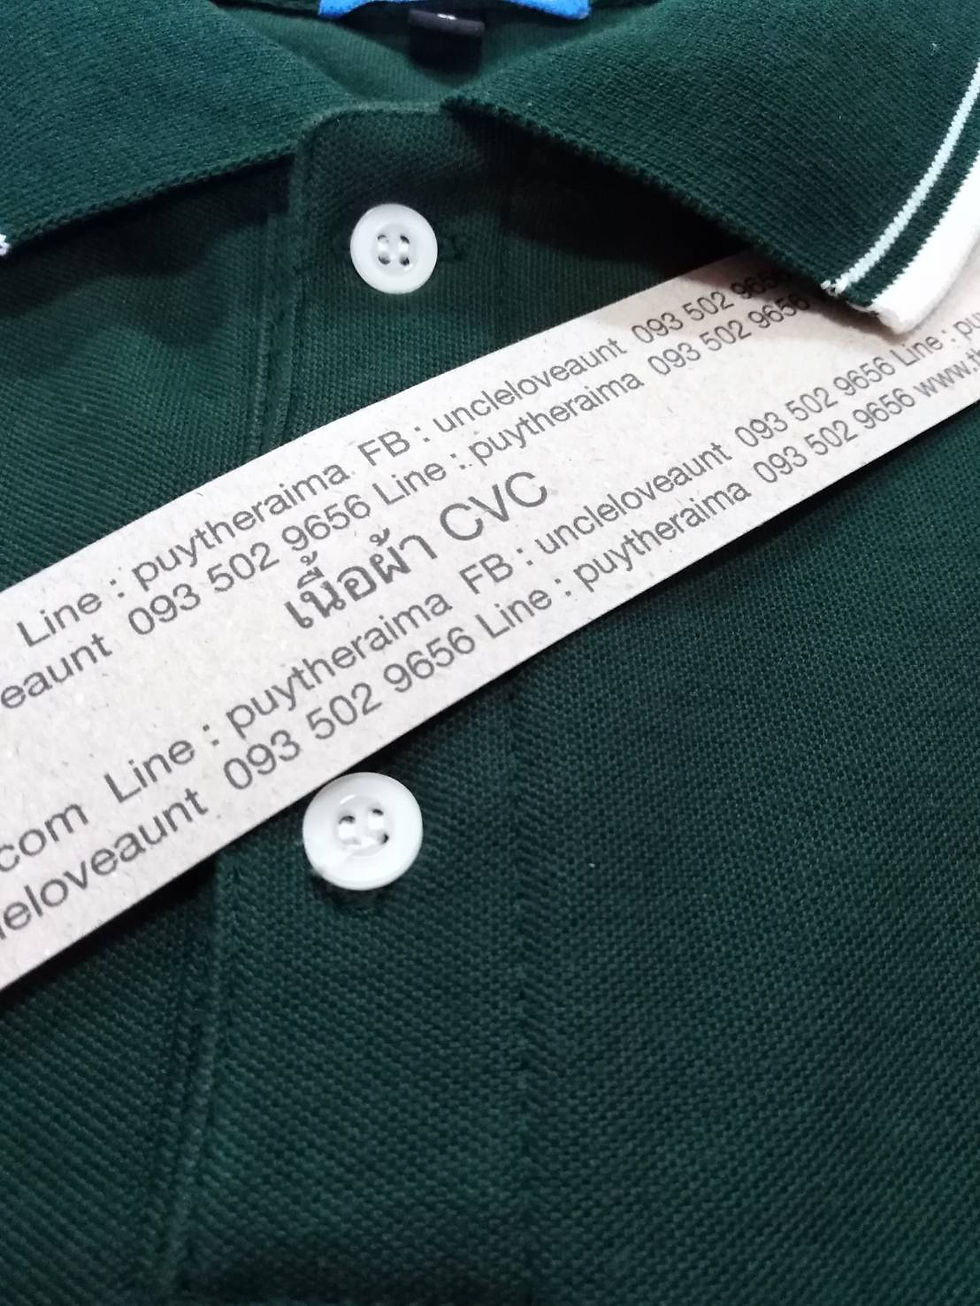 Line : puytheraima FB : uncleloveaunt 093 502
eaunt 093 502 9656 Line : puytheraima 093 502 9656
เนื้อผ้า CVC
com Line : puytheraima FB : uncleloveaunt 093 502 9656 Line :
leloveaunt 093 502 9656 Line : puytheraima 093 502 9656 www.